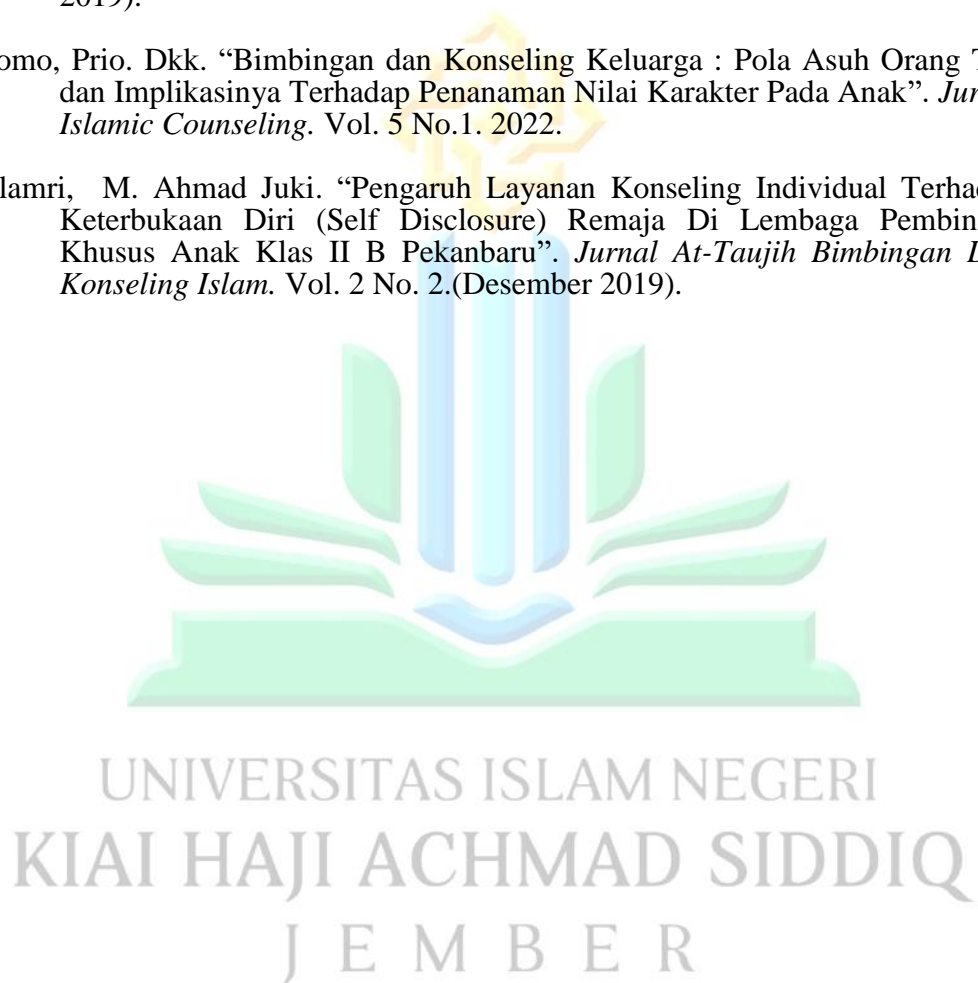 2019).
omo, Prio. Dkk. “Bimbingan dan Konseling Keluarga : Pola Asuh Orang T
dan Implikasinya Terhadap Penanaman Nilai Karakter Pada Anak”. Jur
Islamic Counseling. Vol. 5 No.1. 2022.
lamri, M. Ahmad Juki. “Pengaruh Layanan Konseling Individual Terhad
Keterbukaan Diri (Self Disclosure) Remaja Di Lembaga Pembin
Khusus Anak Klas II B Pekanbaru”. Jurnal At-Taujih Bimbingan D
Konseling Islam. Vol. 2 No. 2.(Desember 2019).
UNIVERSITAS ISLAM NEGERI
KIAI HAJI ACHMAD SIDDIQ
J E M B E R